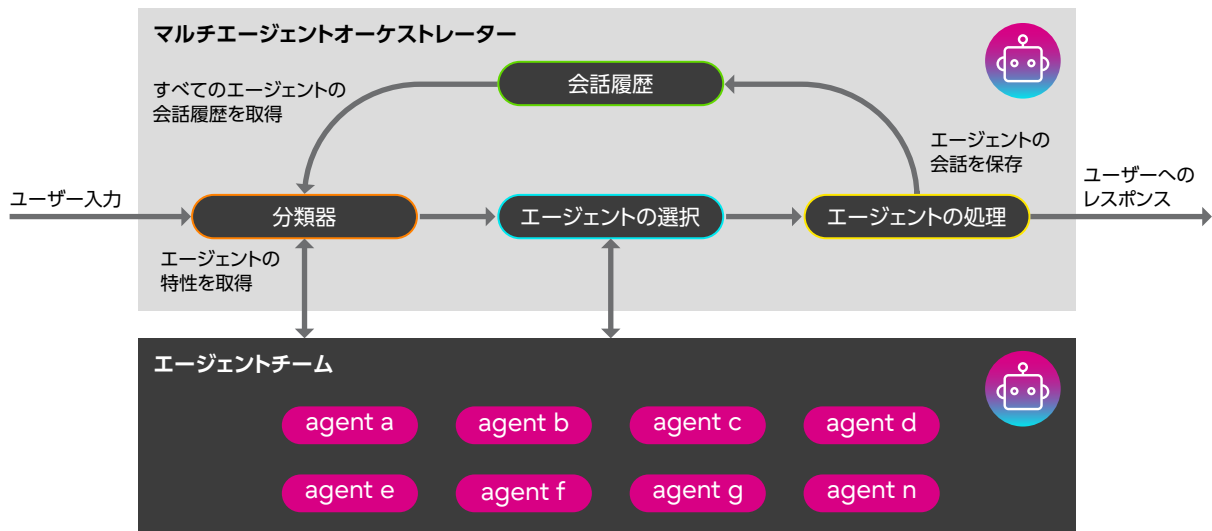 マルチエージェントオーケストレーター
すべてのエージェントの
会話履歴を取得
会話履歴
エージェントの
会話を保存
ユーザー入力
分類器
エージェントの選択
エージェントの処理
ユーザーへの
レスポンス
エージェントの
特性を取得
エージェントチーム
agent a
agent b
agent c
agent d
agent e
agent f
agent g
agent n